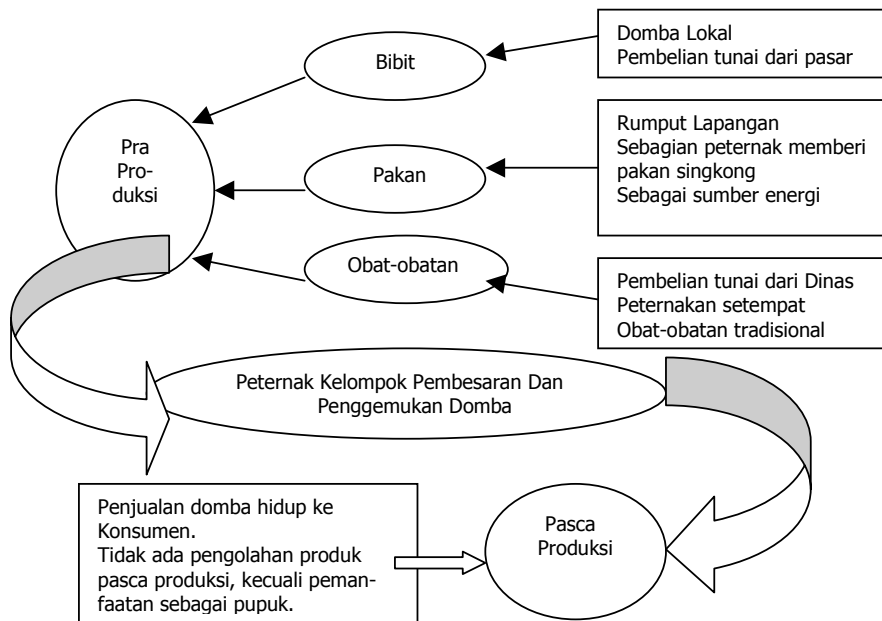 Domba Lokal
Pembelian tunai dari pasar
Bibit
Pra
Pro-
duksi
Rumput Lapangan
Sebagian peternak memberi
pakan singkong
Sebagai sumber energi
Pakan
Obat-obatan
Pembelian tunai dari Dinas
Peternakan setempat
Obat-obatan tradisional
Peternak Kelompok Pembesaran Dan
Penggemukan Domba
Penjualan domba hidup ke
Konsumen.
Tidak ada pengolahan produk
pasca produksi, kecuali peman-
faatan sebagai pupuk.
Pasca
Produksi